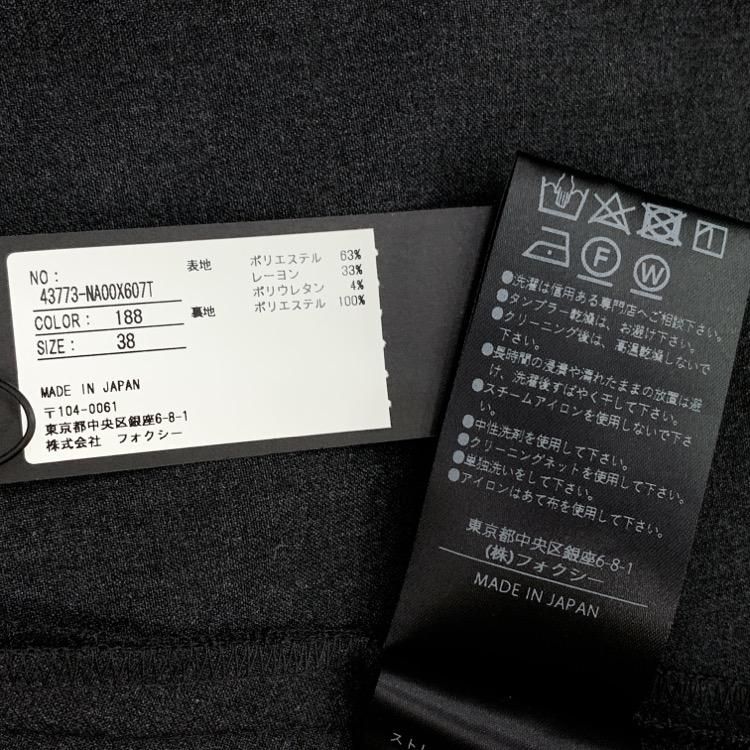 NO :
43773-NA00X607T
COLOR : 188
SIZE : 38
表地 ポリエステル 63%
レーヨン 33%
ポリウレタン 4%
裏地 ポリエステル 100%
MADE IN JAPAN
〒104-0061
東京都中央区銀座6-8-1
株式会社 フォクシー
F W
●洗濯は信用ある専門店へご相談下さい。
●タンブラー乾燥は、お避け下さい。
●クリーニング後は、高温乾燥しないで
下さい。
●長時間の浸漬や濡れたままの放置は避
け、洗濯後すばやく干して下さい。
●スチームアイロンを使用しないで下さ
い。
●中性洗剤を使用して下さい。
●クリーニングネットを使用して下さい。
●単独洗いをして下さい。
●アイロンはあて布を使用して下さい。
東京都中央区銀座6-8-1
(株)フォクシー
MADE IN JAPAN
ストレ